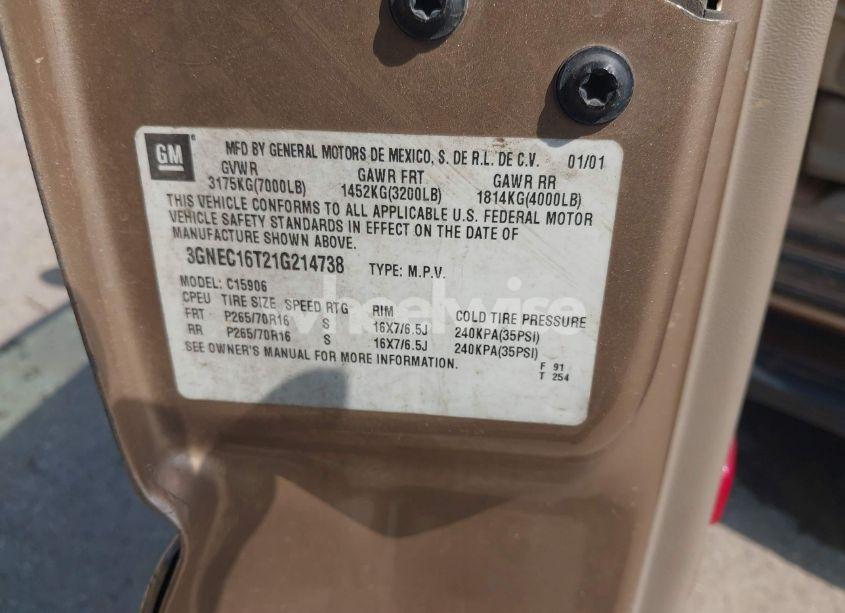 GM
MFD BY GENERAL MOTORS DE MEXICO, S. DE R.L. DE C.V. 01/01
GVWR GAWR FRT GAWR RR
3175KG(7000LB) 1452KG(3200LB) 1814KG(4000LB)
THIS VEHICLE CONFORMS TO ALL APPLICABLE U.S. FEDERAL MOTOR
VEHICLE SAFETY STANDARDS IN EFFECT ON THE DATE OF
MANUFACTURE SHOWN ABOVE.
3GNEC16T21G214738 TYPE: M.P.V.
MODEL: C15906
CPEU TIRE SIZE SPEED RTG RIM COLD TIRE PRESSURE
FRT P265/70R16 S 16X7/6.5J 240KPA(35PSI)
RR P265/70R16 S 16X7/6.5J 240KPA(35PSI)
SEE OWNER'S MANUAL FOR MORE INFORMATION.
F 91
T 254
wheelwise